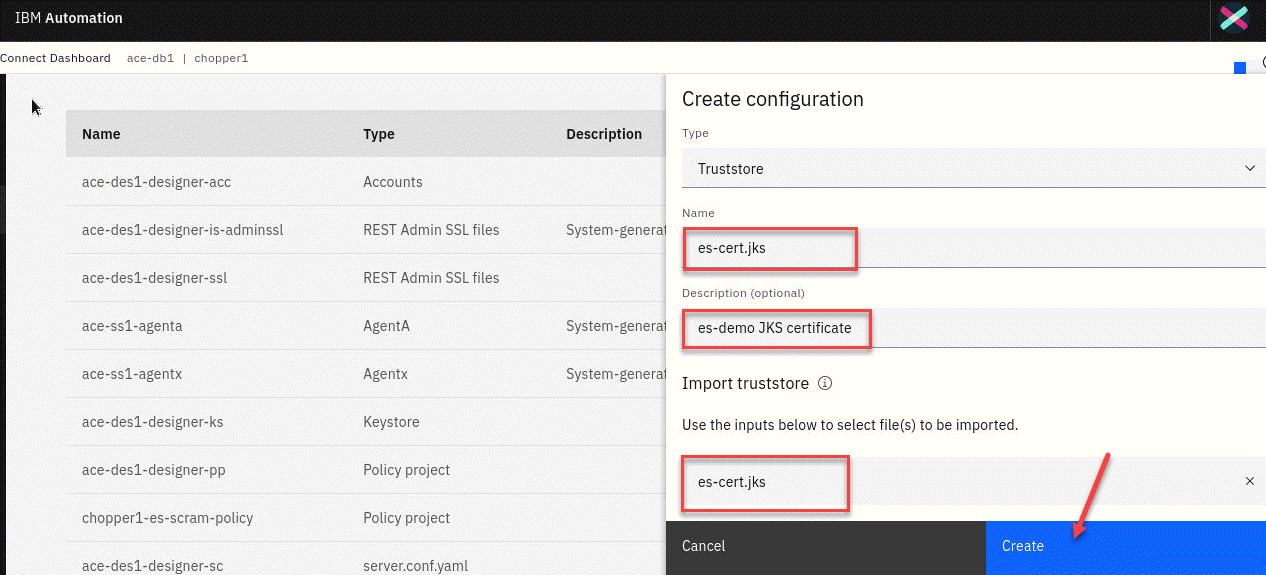 IBM Automation
Connect Dashboard ace-db1 | chopper1
Name Type Description
ace-des1-designer-acc Accounts
ace-des1-designer-is-adminssl REST Admin SSL files System-generat
ace-des1-designer-ssl REST Admin SSL files
ace-ss1-agenta AgentA System-generat
ace-ss1-agentx Agentx System-generat
ace-des1-designer-ks Keystore
ace-des1-designer-pp Policy project
chopper1-es-scram-policy Policy project
ace-des1-designer-sc server.conf.yaml
Create configuration
Type
Truststore
Name
es-cert.jks
Description (optional)
es-demo JKS certificate
Import truststore
Use the inputs below to select file(s) to be imported.
es-cert.jks
Cancel Create